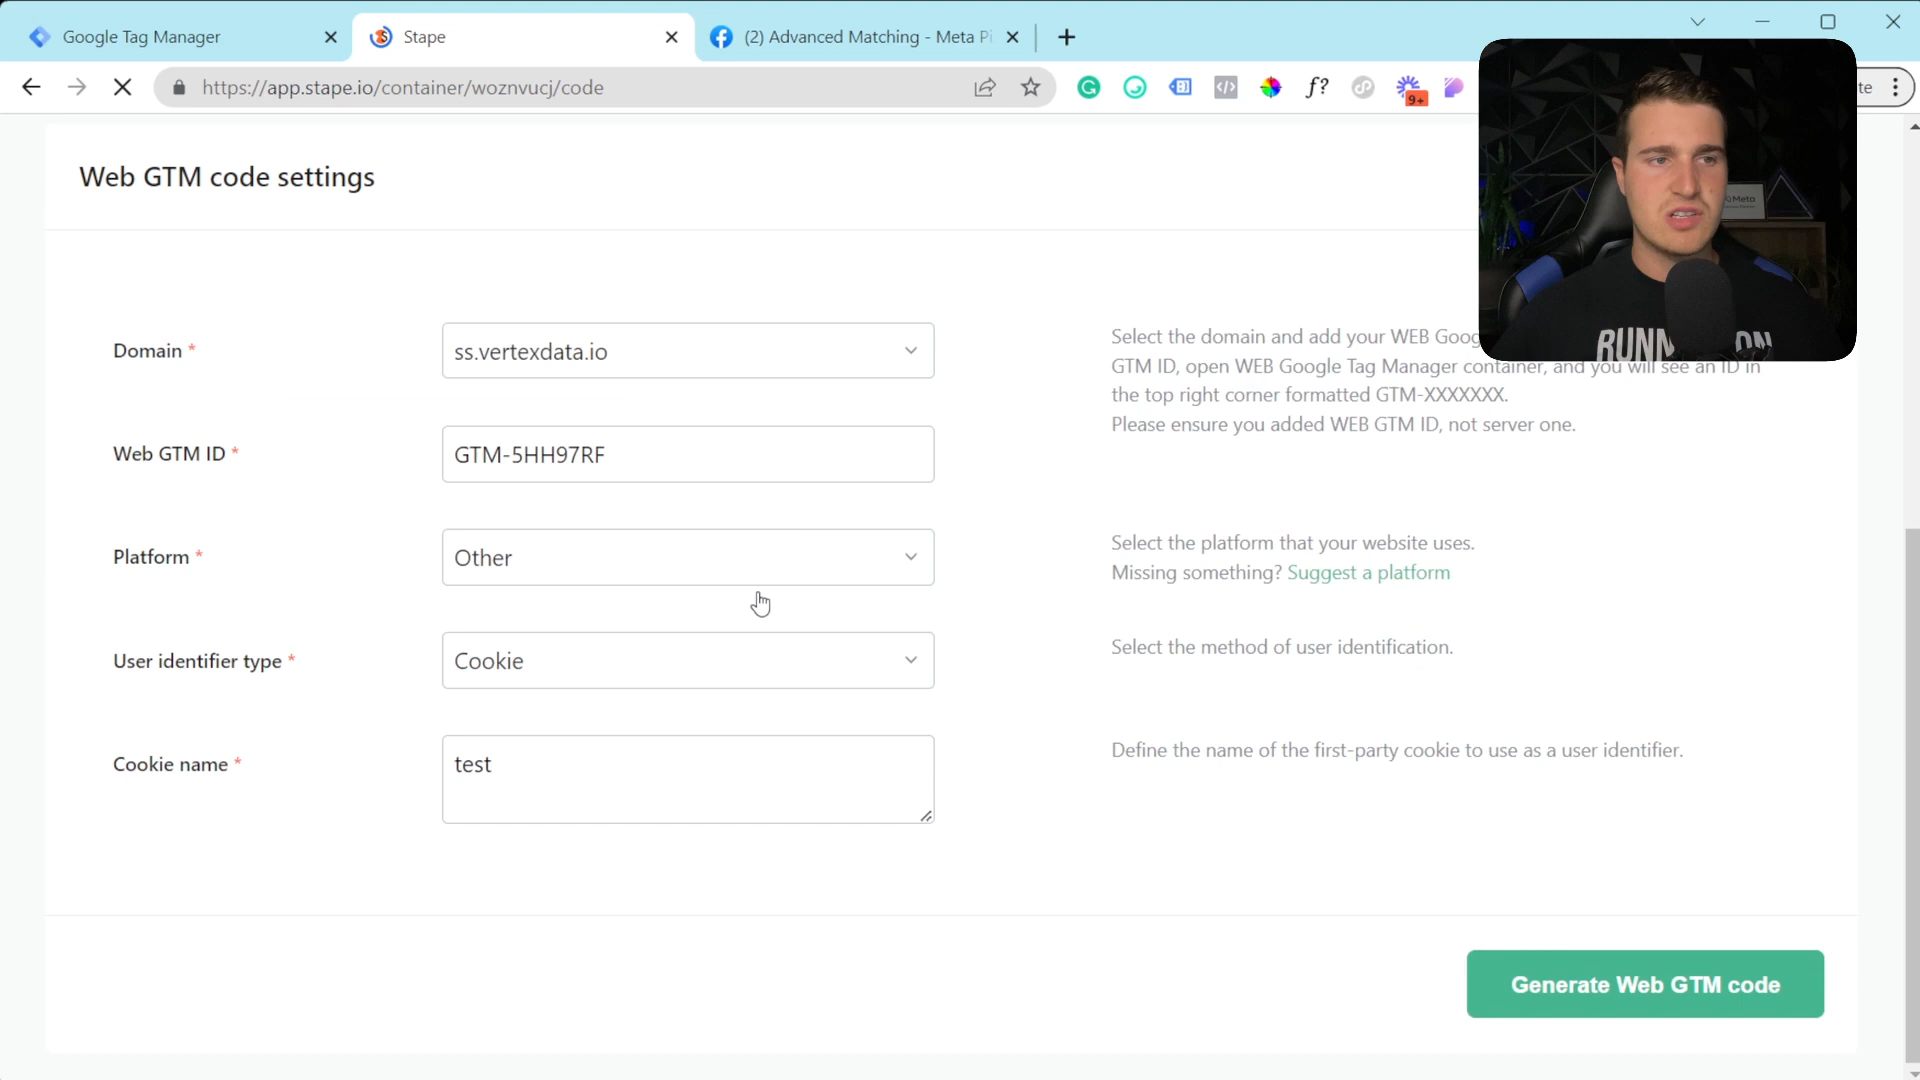 Google Tag Manager
Stape
(2) Advanced Matching - Meta Pi
https://app.stape.io/container/woznvucj/code
f?
9+
te
Web GTM code settings
Meta
RUNN ON
Domain *
ss.vertexdata.io
Select the domain and add your WEB Goog
GTM ID, open WEB Google Tag Manager container, and you will see an ID in
the top right corner formatted GTM-XXXXXXX.
Please ensure you added WEB GTM ID, not server one.
Web GTM ID *
GTM-5HH97RF
Platform *
Other
Select the platform that your website uses.
Missing something? Suggest a platform
User identifier type *
Cookie
Select the method of user identification.
Cookie name *
test
Define the name of the first-party cookie to use as a user identifier.
Generate Web GTM code